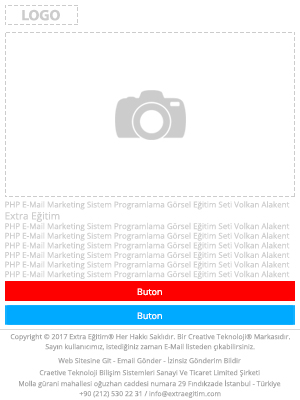 LOGO
PHP E-Mail Marketing Sistem Programlama Görsel Eğitim Seti Volkan Alakent
Extra Eğitim
PHP E-Mail Marketing Sistem Programlama Görsel Eğitim Seti Volkan Alakent
PHP E-Mail Marketing Sistem Programlama Görsel Eğitim Seti Volkan Alakent
PHP E-Mail Marketing Sistem Programlama Görsel Eğitim Seti Volkan Alakent
PHP E-Mail Marketing Sistem Programlama Görsel Eğitim Seti Volkan Alakent
PHP E-Mail Marketing Sistem Programlama Görsel Eğitim Seti Volkan Alakent
Buton
Buton
Copyright © 2017 Extra Eğitim® Her Hakkı Saklıdır. Bir Creative Teknoloji® Markasıdır.
Sayın kullanıcımız, istediğiniz zaman E-Mail listeden çıkabilirsiniz.
Web Sitesine Git - Email Gönder - İzinsiz Gönderim Bildir
Craetive Teknoloji Bilişim Sistemleri Sanayi Ve Ticaret Limited Şirketi
Molla gürani mahallesi oğuzhan caddesi numara 29 Fındıkzade İstanbul - Türkiye
+90 (212) 530 22 31 / info@extraegitim.com